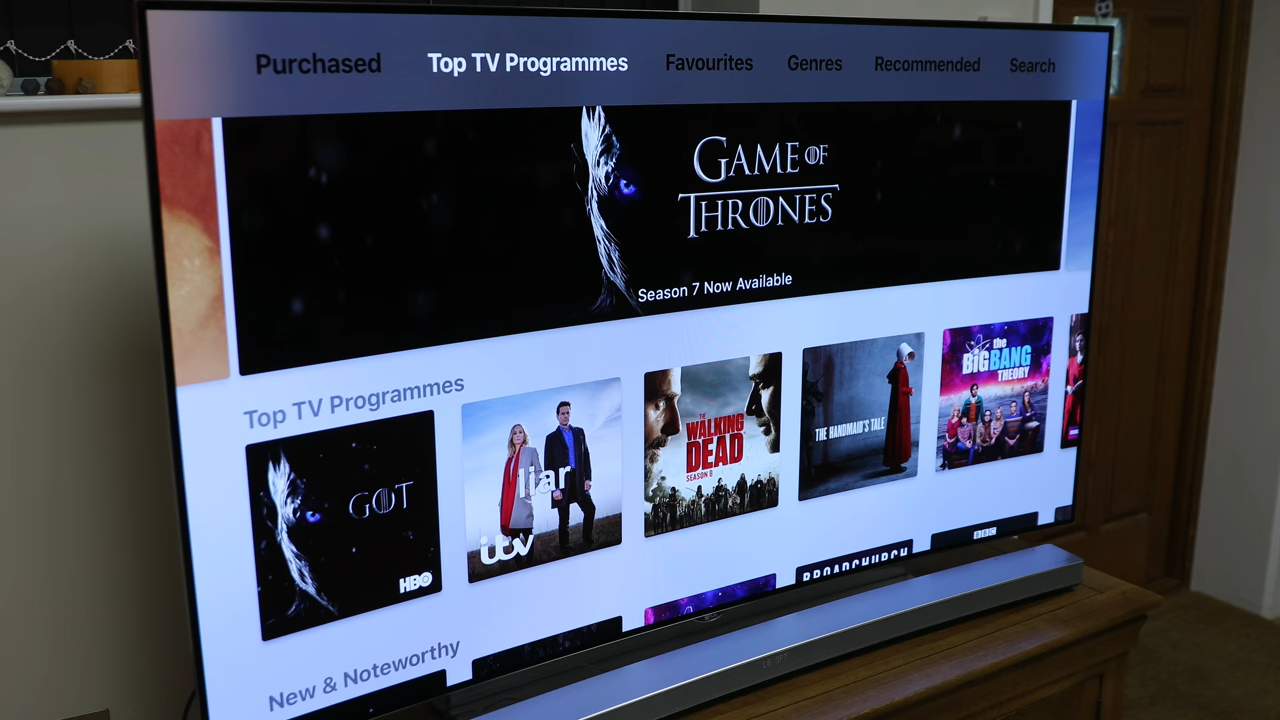 Purchased Top TV Programmes Favourites Genres Recommended Search
GAME OF
THRONES
Season 7 Now Available
Top TV Programmes
GOT
HBO
liar
itv
THE
WALKING
DEAD
SEASON 8
THE HANDMAID'S TALE
the
BIG BANG
THEORY
BBC
BROADCHURCH
New & Noteworthy
LG